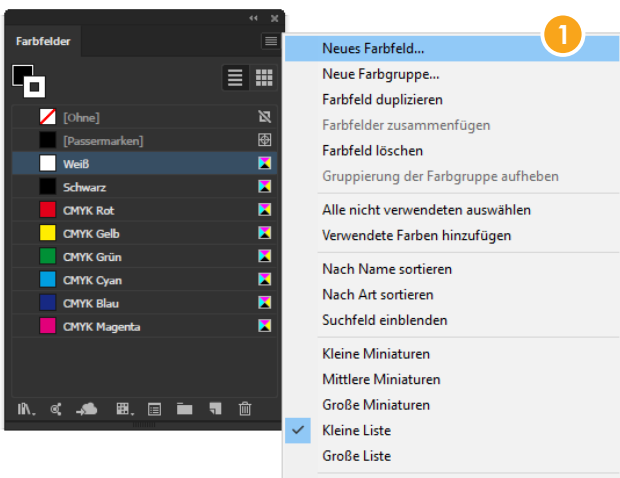 Farbfelder
[Ohne]
[Passermarken]
Weiß
Schwarz
CMYK Rot
CMYK Gelb
CMYK Grün
CMYK Cyan
CMYK Blau
CMYK Magenta
1
Neues Farbfeld...
Neue Farbgruppe...
Farbfeld duplizieren
Farbfelder zusammenfügen
Farbfeld löschen
Gruppierung der Farbgruppe aufheben
Alle nicht verwendeten auswählen
Verwendete Farben hinzufügen
Nach Name sortieren
Nach Art sortieren
Suchfeld einblenden
Kleine Miniaturen
Mittlere Miniaturen
Große Miniaturen
Kleine Liste
Große Liste